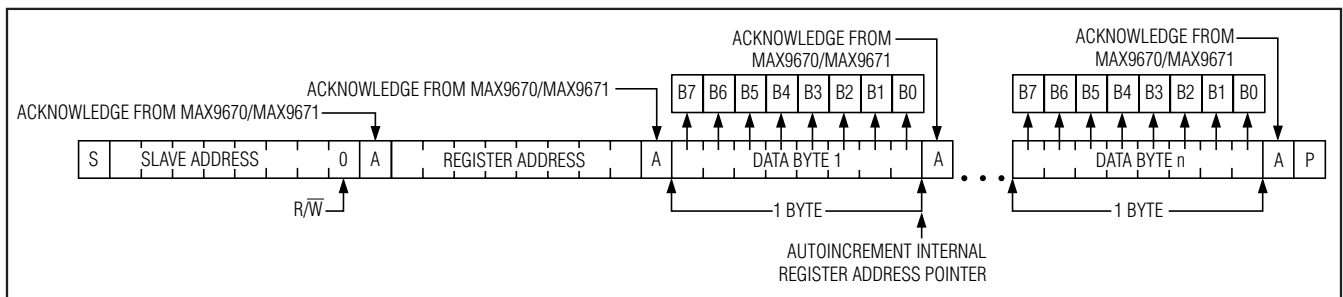 ACKNOWLEDGE FROM
MAX9670/MAX9671
ACKNOWLEDGE FROM
MAX9670/MAX9671
ACKNOWLEDGE FROM MAX9670/MAX9671
B7 B6 B5 B4 B3 B2 B1 B0
B7 B6 B5 B4 B3 B2 B1 B0
ACKNOWLEDGE FROM MAX9670/MAX9671
S SLAVE ADDRESS 0 A REGISTER ADDRESS A DATA BYTE 1 A ... DATA BYTE n A P
R/W̅
1 BYTE
1 BYTE
AUTOINCREMENT INTERNAL
REGISTER ADDRESS POINTER